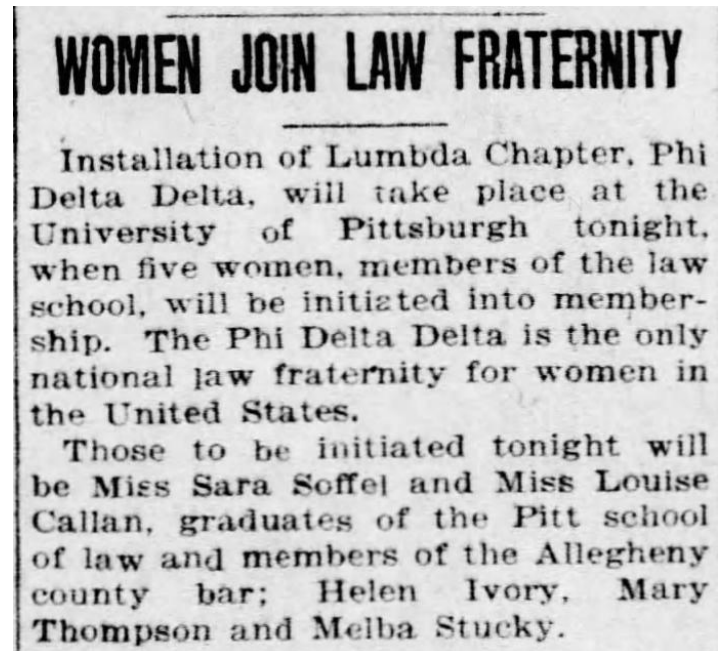 WOMEN JOIN LAW FRATERNITY
Installation of Lumbda Chapter, Phi
Delta Delta, will take place at the
University of Pittsburgh tonight,
when five women, members of the law
school, will be initiated into member-
ship. The Phi Delta Delta is the only
national law fraternity for women in
the United States.
Those to be initiated tonight will
be Miss Sara Soffel and Miss Louise
Callan, graduates of the Pitt school
of law and members of the Allegheny
county bar; Helen Ivory, Mary
Thompson and Melba Stucky.